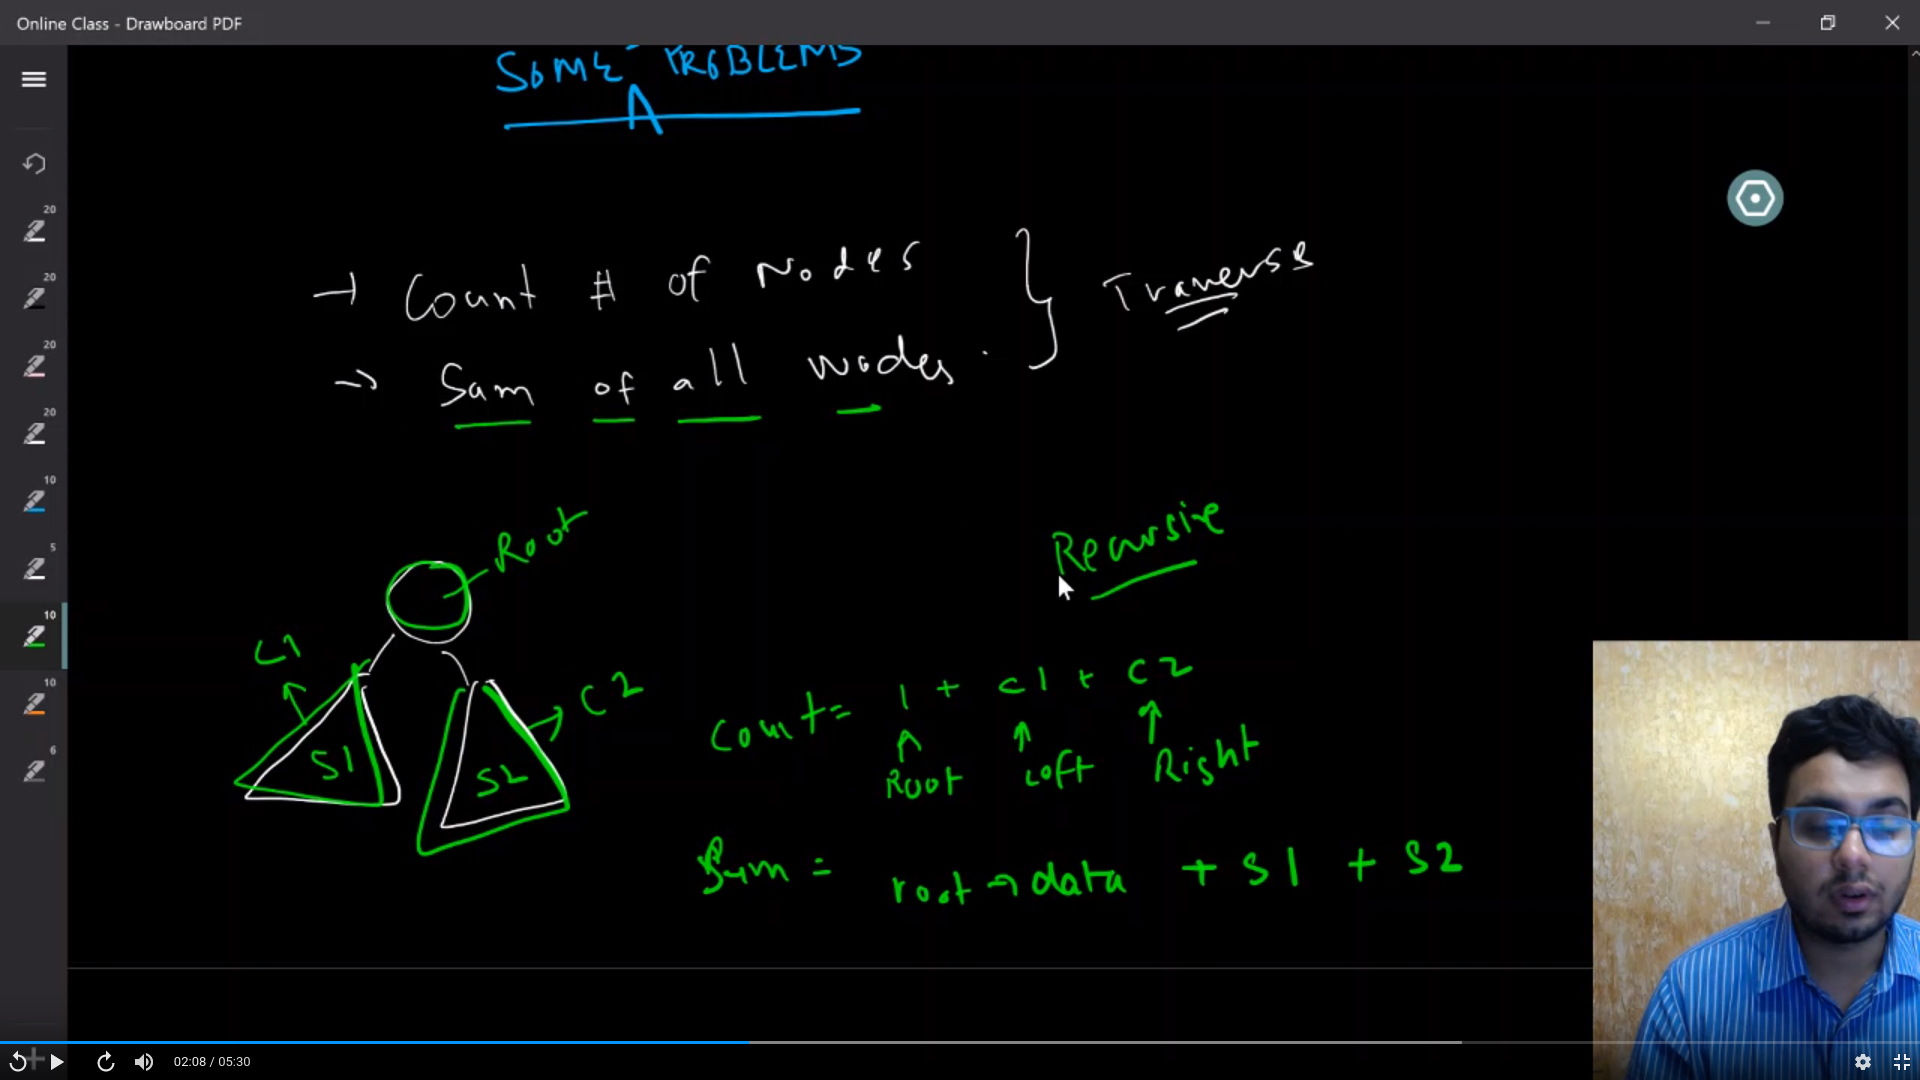 Online Class - Drawboard PDF
SOME PROBLEMS
20
20
20
20
10
5
10
10
6
→ Count # of Nodes
Traverse
→ Sum of all Nodes.
Root
Recursive
C1
C2
S1
S2
Count = 1 + C1 + C2
Root Left Right
Sum = root → data + S1 + S2
02:08 / 05:30